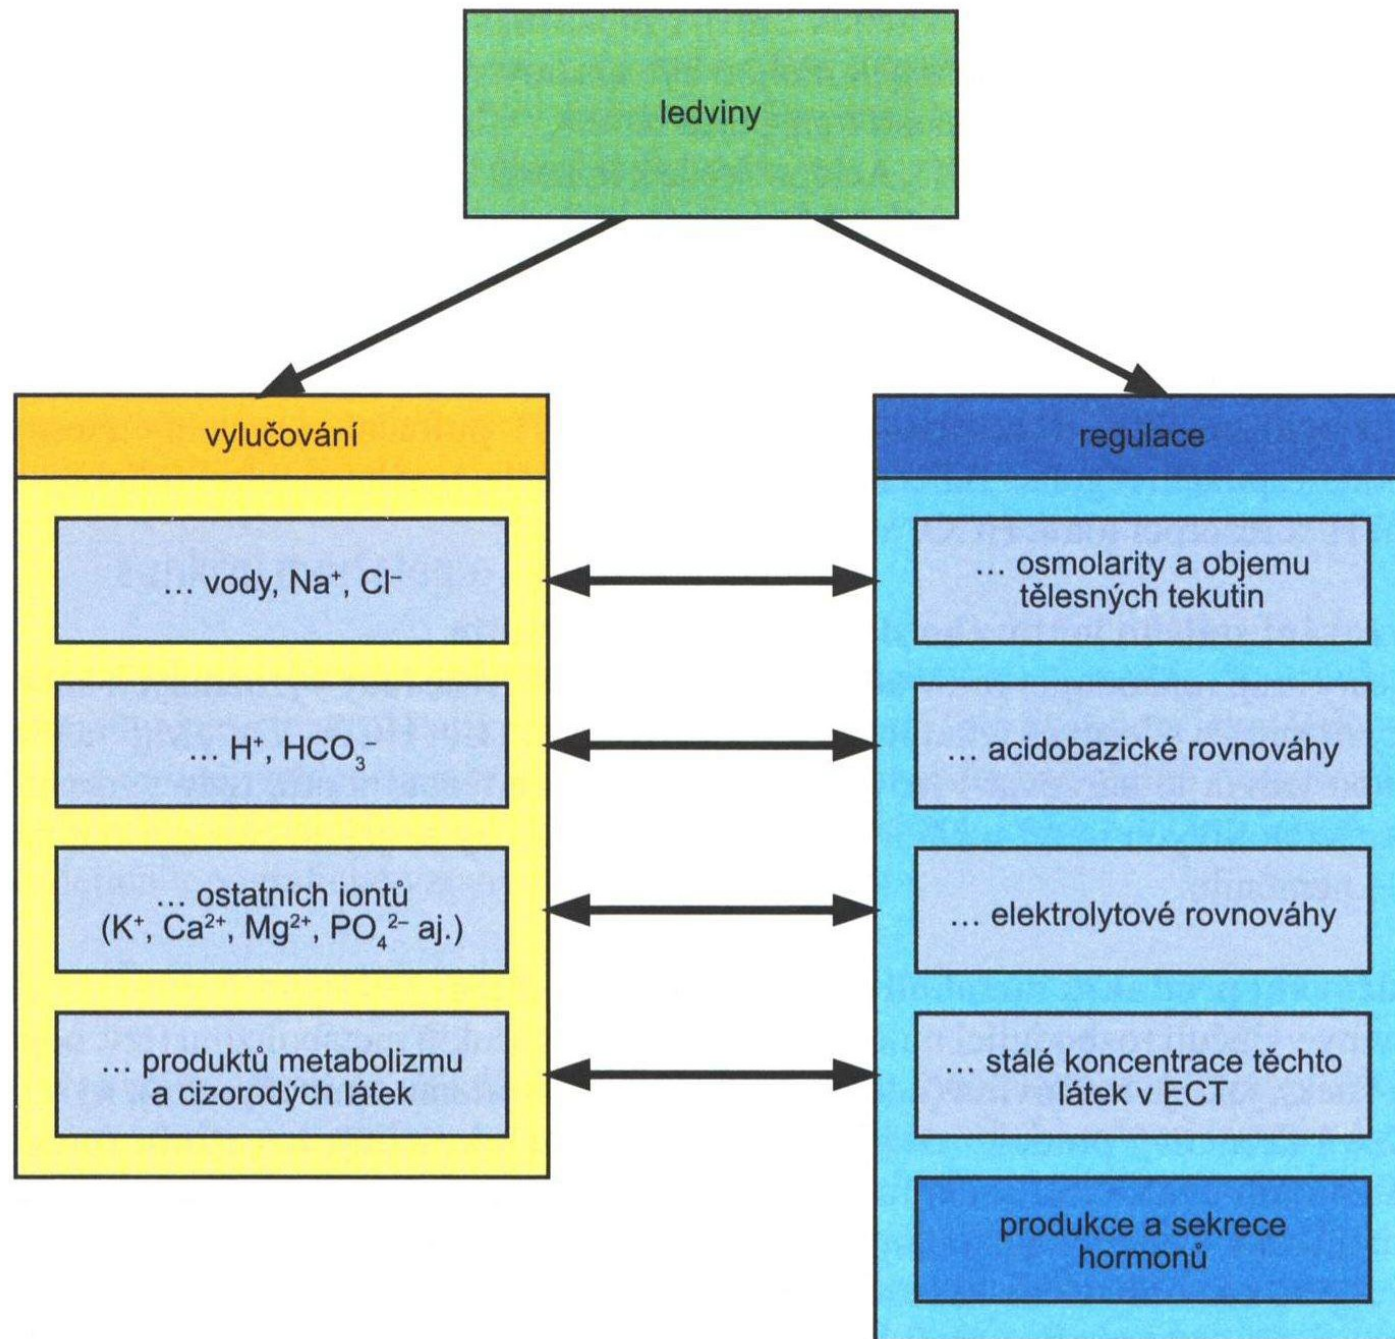 ledviny
vylučování
... vody, Na⁺, Cl⁻
... H⁺, HCO₃⁻
... ostatních iontů
(K⁺, Ca²⁺, Mg²⁺, PO₄²⁻ aj.)
... produktů metabolizmu
a cizorodých látek
regulace
... osmolarity a objemu
tělesných tekutin
... acidobazické rovnováhy
... elektrolytové rovnováhy
... stálé koncentrace těchto
látek v ECT
produkce a sekrece
hormonů